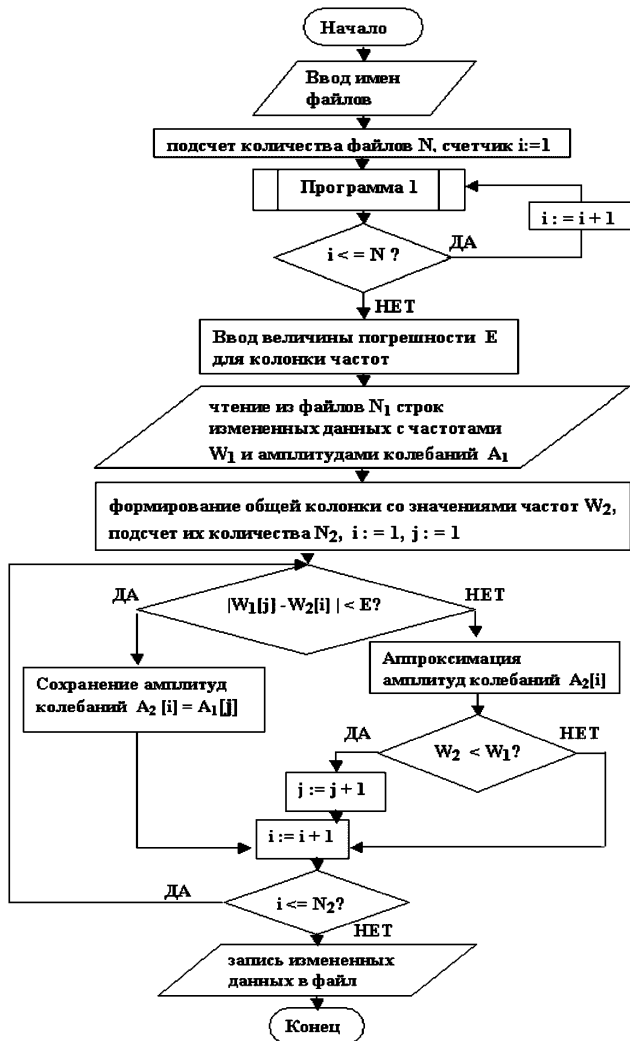 Начало
Ввод имен
файлов
подсчет количества файлов N, счетчик i:=1
Программа 1
i : = i + 1
ДА
i < = N ?
НЕТ
Ввод величины погрешности E
для колонки частот
чтение из файлов N₁ строк
измененных данных с частотами
W₁ и амплитудами колебаний A₁
формирование общей колонки со значениями частот W₂,
подсчет их количества N₂, i : = 1, j : = 1
ДА
|W₁[j] -W₂[i] | < E?
НЕТ
Сохранение амплитуд
колебаний A₂ [i] = A₁[j]
Аппроксимация
амплитуд колебаний A₂[i]
ДА
W₂ < W₁?
НЕТ
j := j + 1
i := i + 1
ДА
i <= N₂?
НЕТ
запись измененных
данных в файл
Конец